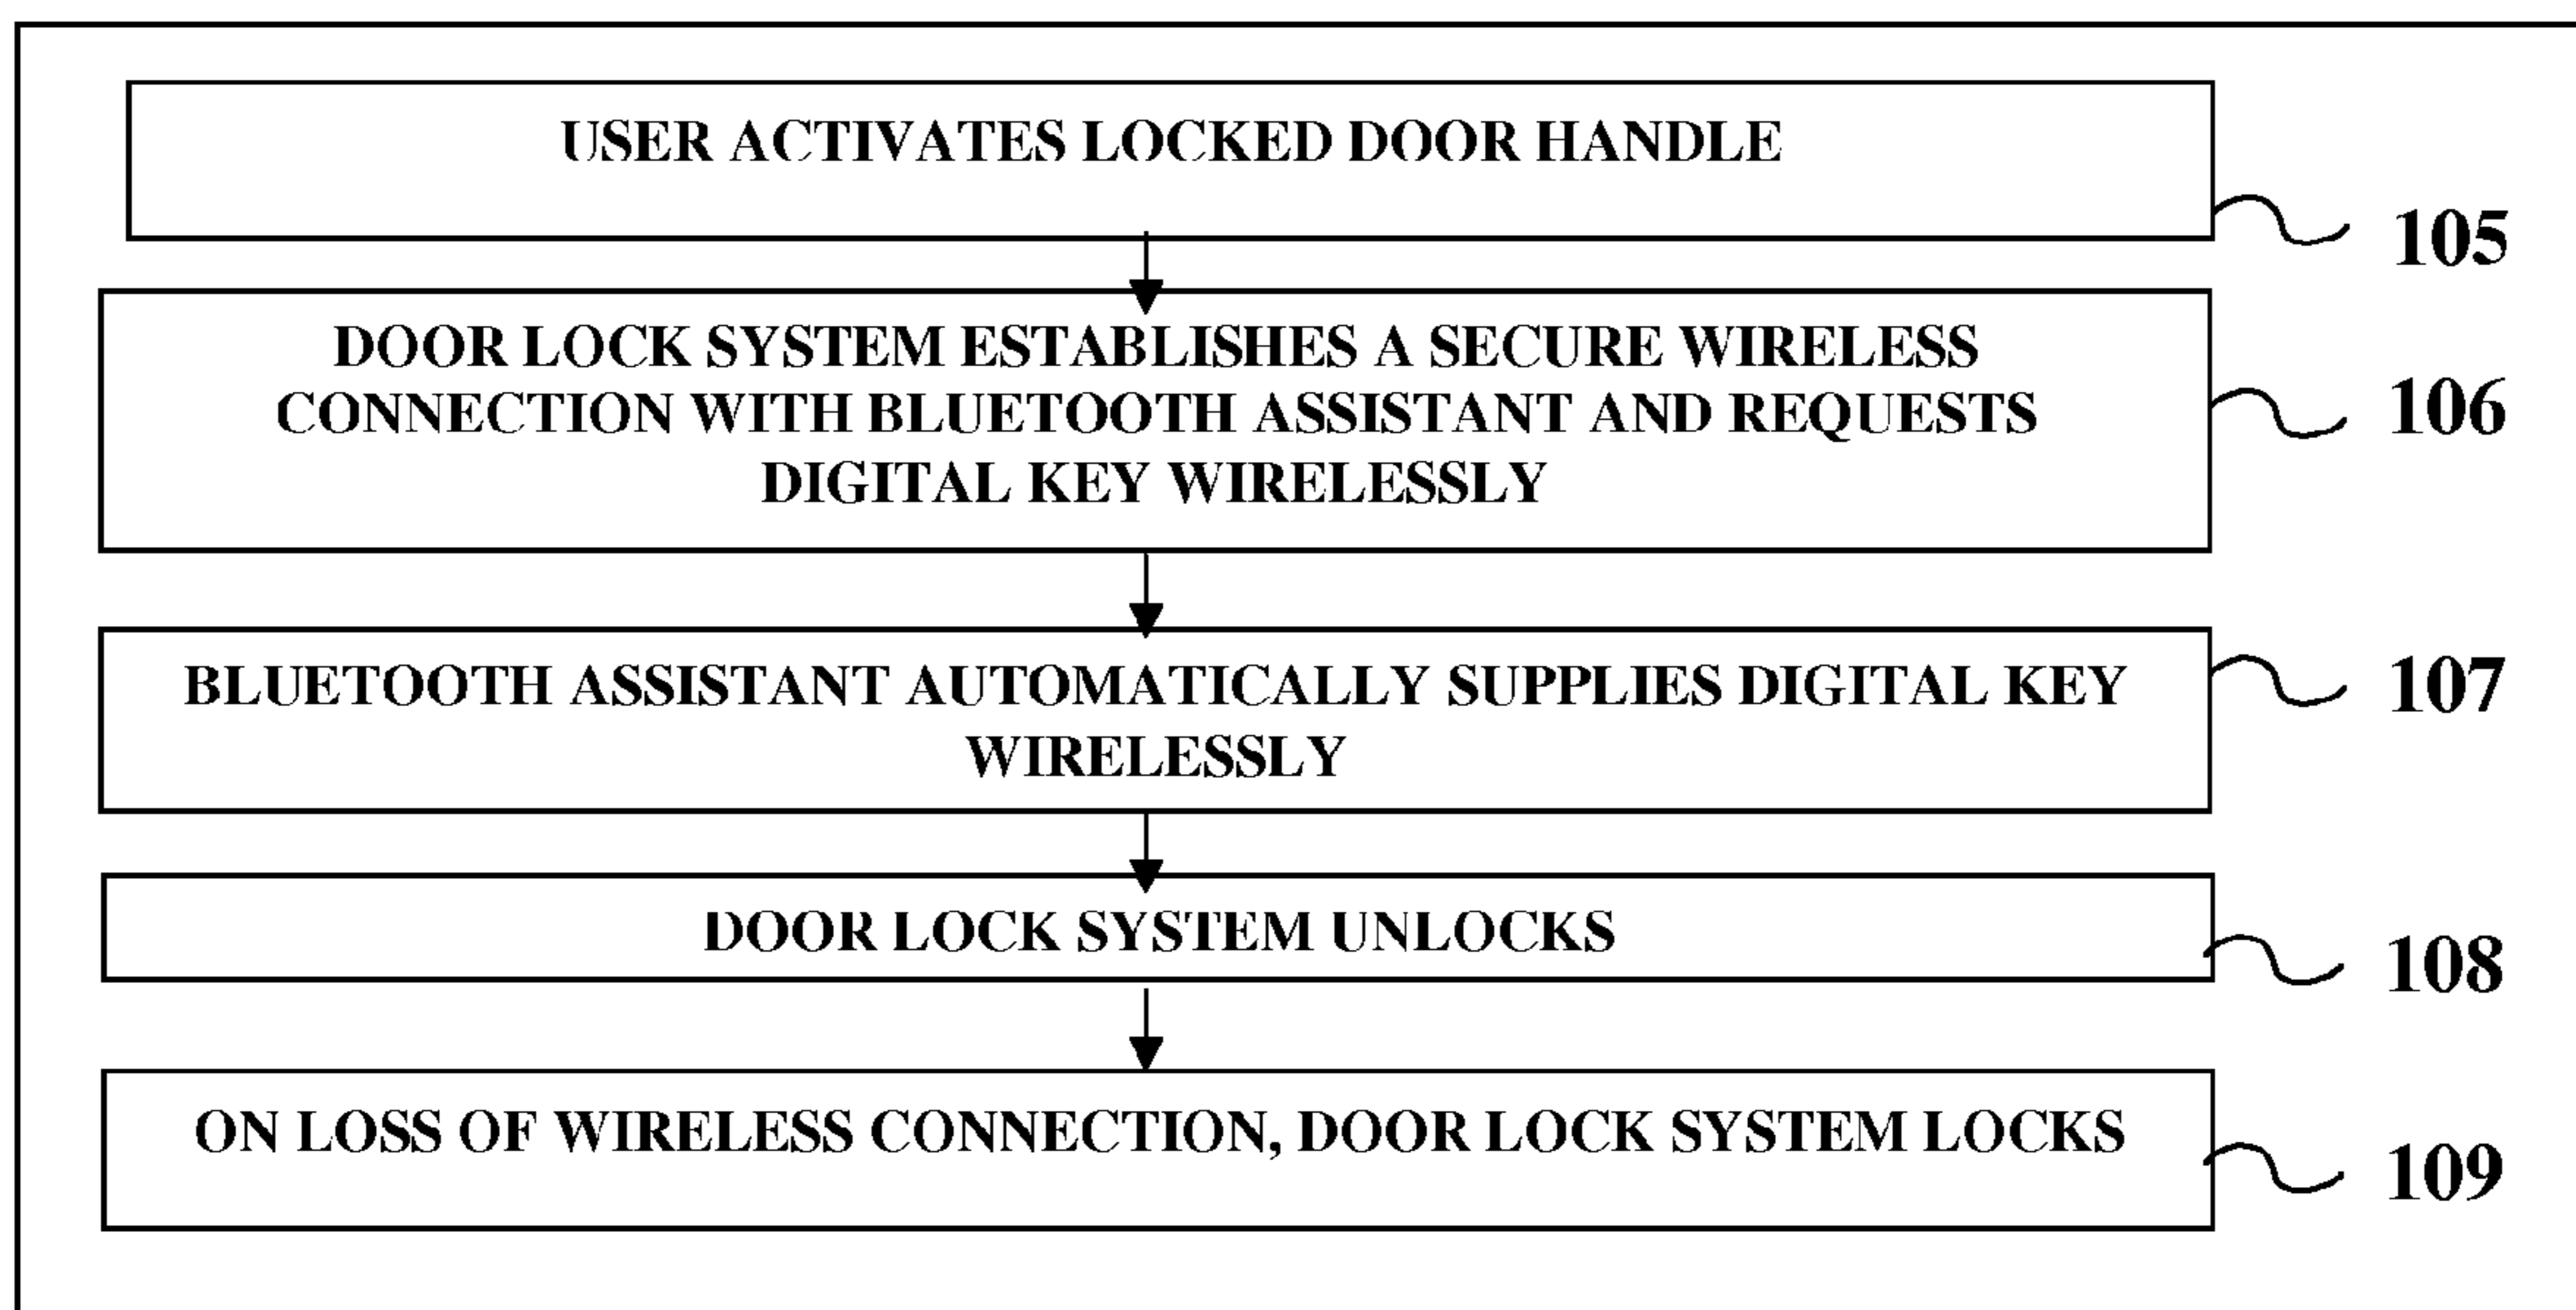 USER ACTIVATES LOCKED DOOR HANDLE
105
DOOR LOCK SYSTEM ESTABLISHES A SECURE WIRELESS
CONNECTION WITH BLUETOOTH ASSISTANT AND REQUESTS
DIGITAL KEY WIRELESSLY
106
BLUETOOTH ASSISTANT AUTOMATICALLY SUPPLIES DIGITAL KEY
WIRELESSLY
107
DOOR LOCK SYSTEM UNLOCKS
108
ON LOSS OF WIRELESS CONNECTION, DOOR LOCK SYSTEM LOCKS
109